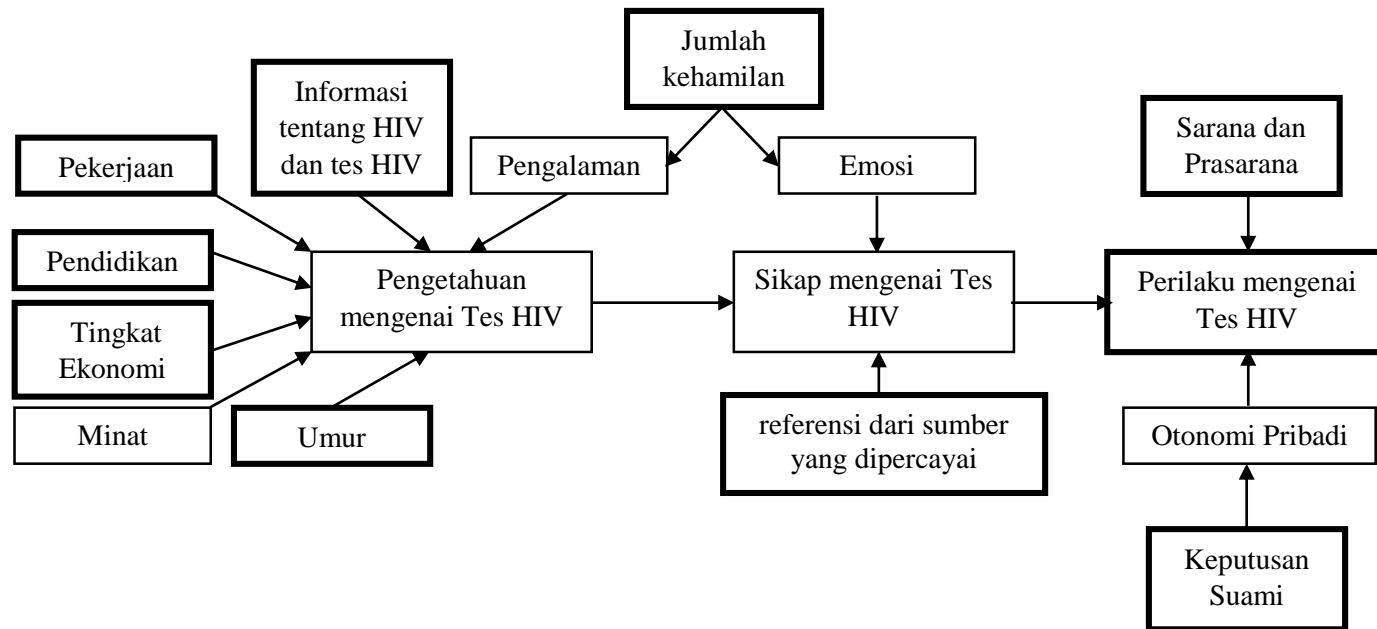 Jumlah
kehamilan
Informasi
tentang HIV
dan tes HIV
Sarana dan
Prasarana
Pekerjaan
Pengalaman
Emosi
Pendidikan
Pengetahuan
mengenai Tes HIV
Sikap mengenai Tes
HIV
Perilaku mengenai
Tes HIV
Tingkat
Ekonomi
Minat
Umur
referensi dari sumber
yang dipercayai
Otonomi Pribadi
Keputusan
Suami